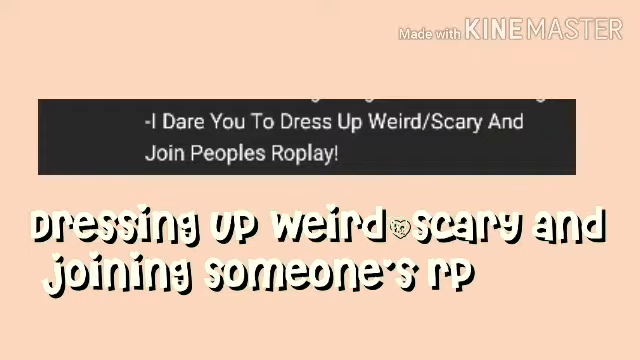 Made with KINEMASTER
-I Dare You To Dress Up Weird/Scary And
Join Peoples Roplay!
Dressing up weird scary and
joining someone's rp